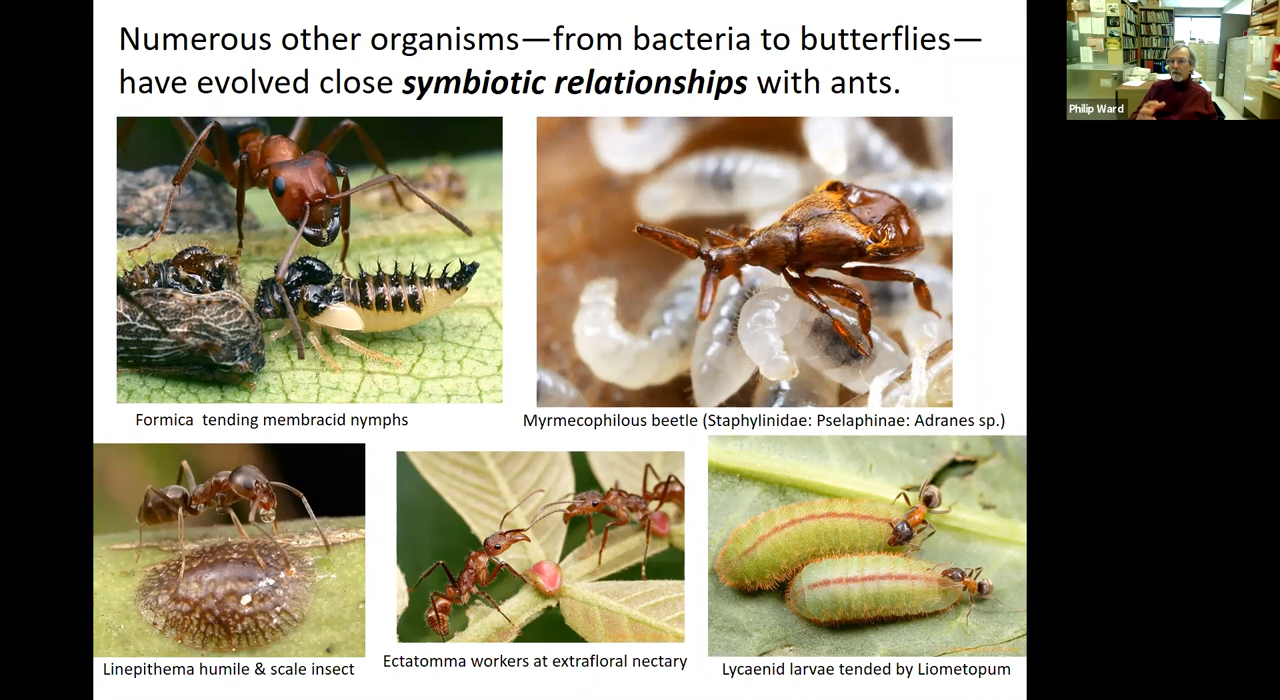 Numerous other organisms—from bacteria to butterflies—
have evolved close symbiotic relationships with ants.
Philip Ward
Formica tending membracid nymphs
Myrmecophilous beetle (Staphylinidae: Pselaphinae: Adranes sp.)
Linepithema humile & scale insect
Ectatomma workers at extrafloral nectary
Lycaenid larvae tended by Liometopum